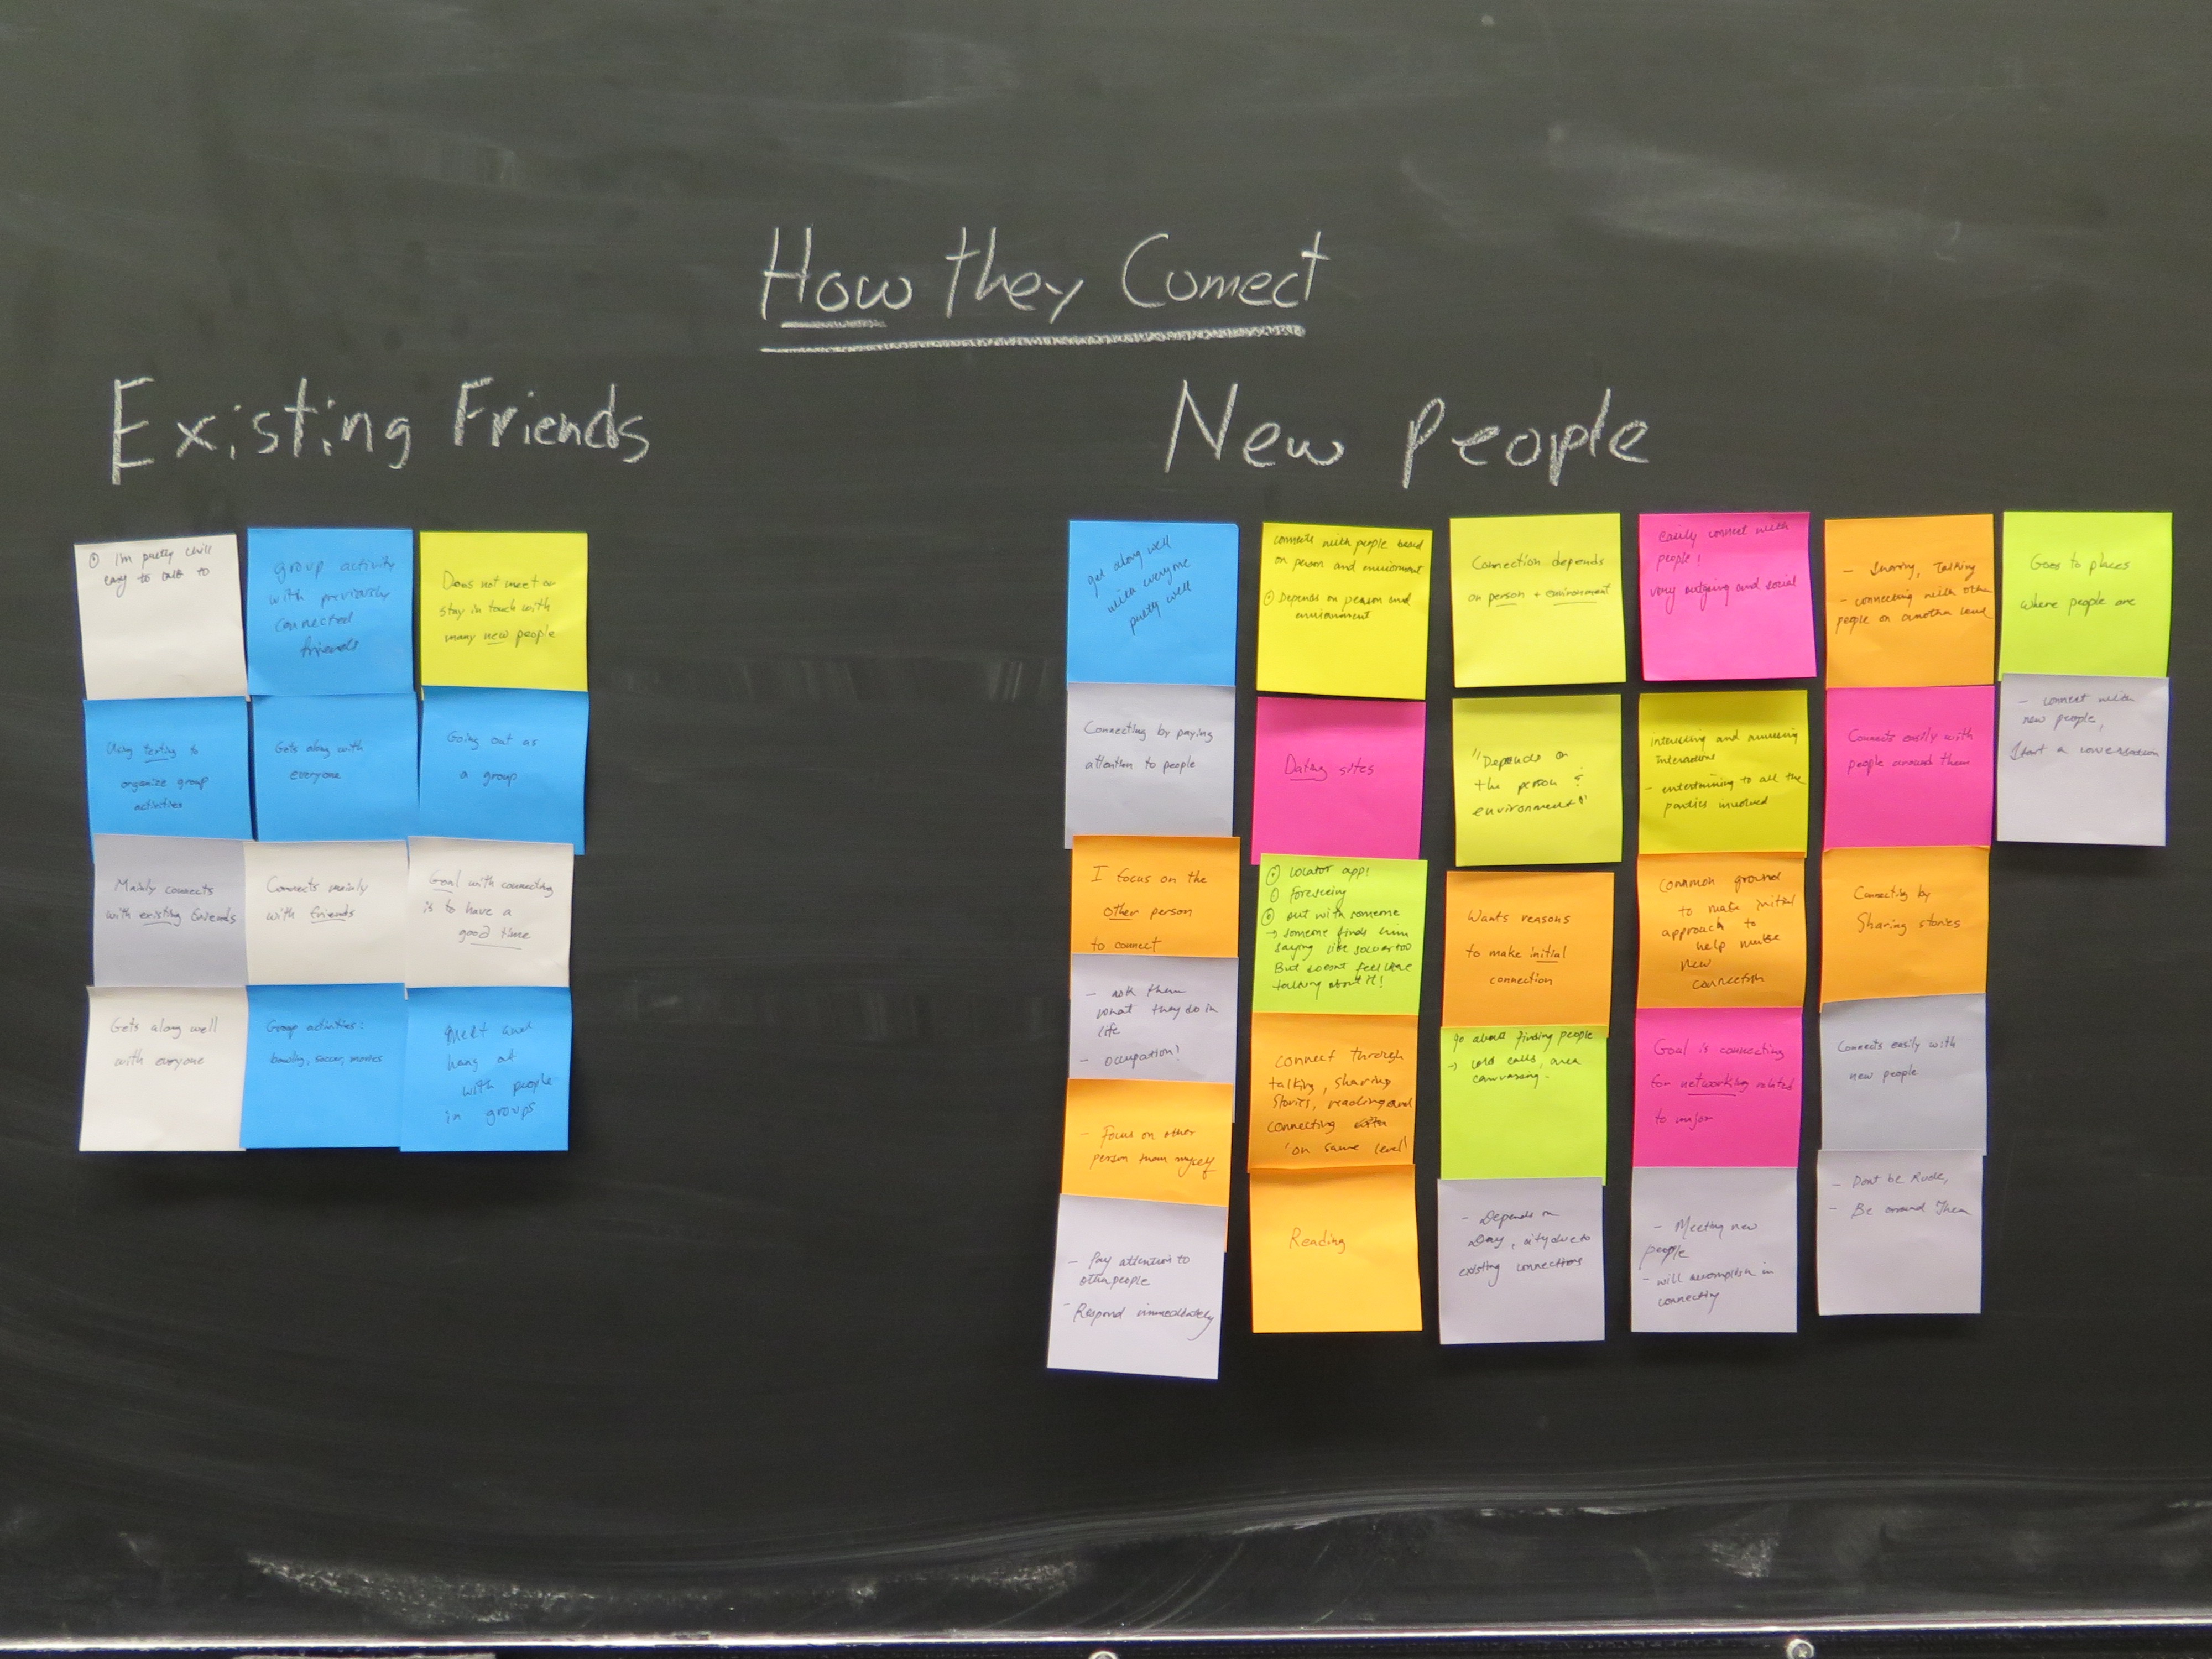 How they Connect
Existing Friends
New People
I'm pretty chill
easy to talk to
group activity
with previously
connected
friends
Does not meet or
stay in touch with
many new people
Using texting to
organize group
activities
Gets along with
everyone
Going out as
a group
Mainly connects
with existing friends
Connects mainly
with friends
Goal with connecting
is to have a
good time
Gets along well
with everyone
Group activities:
bowling, soccer, movies
Meet and
hang out
with people
in groups
get along well
with everyone
pretty well
Connecting by paying
attention to people
I focus on the
other person
to connect
- ask them
what they do in
life
- occupation!
- Focus on other
person than myself
- Pay attention to
other people
- Respond immediately
connects with people based
on person and enviorment
Depends on person and
enviornment
Dating sites
Locator app!
Foreseeing
out with someone
→ someone finds him
saying like soccer too
But doesnt feel like
talking about it!
Connect through
talking, sharing
stories, reading and
connecting
'on same level'
Reading
Connection depends
on person + environment
"Depends on
the person &
environment"
Wants reasons
to make initial
connection
go about finding people
→ cold calls, area
canvassing.
- Depends on
Day, due to
existing connections
easily connect with
people!
very outgoing and social
Interesting and amusing
interactions
- entertaining to all the
parties involved
common ground
to make initial
approach to
help make
new
connection
Goal is connecting
for networking related
to major
- Meeting new
people
- will accomplish in
connecting
- Sharing, Talking
- connecting with other
people on another level
Connects easily with
people around them
Connecting by
Sharing stories
Connects easily with
new people
- Dont be Rude,
- Be around Them
Goes to places
where people are
- connect with
new people,
Start a conversation